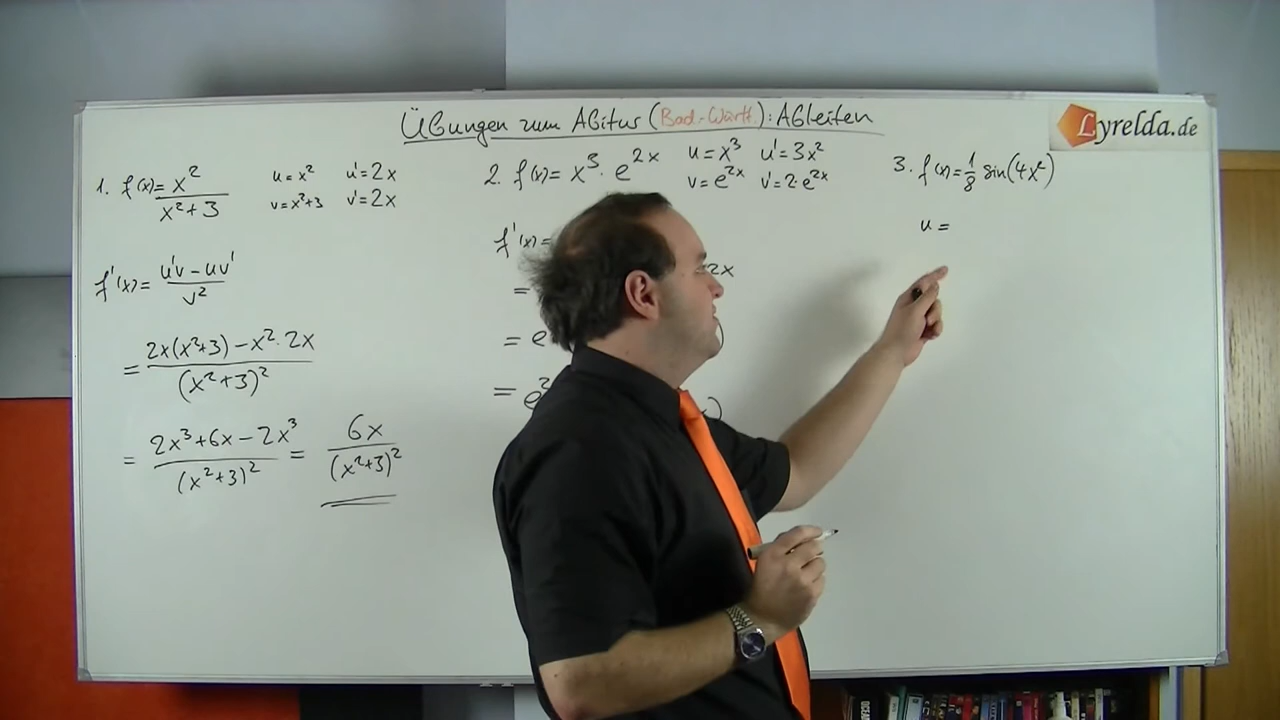 Übungen zum Abitur (Bad-Württ.): Ableiten
Lyrelda.de
1. f(x)= x²/(x²+3)
u=x² u'=2x
v=x²+3 v'=2x
f'(x)= (u'v-uv')/v²
= (2x(x²+3)-x²·2x)/(x²+3)²
= (2x³+6x-2x³)/(x²+3)² = 6x/(x²+3)²
2. f(x)= x³·e^(2x)
u=x³ u'=3x²
v=e^(2x) v'=2·e^(2x)
f'(x)=
=
= e
= e²
3. f(x)=1/8 sin(4x²)
u=